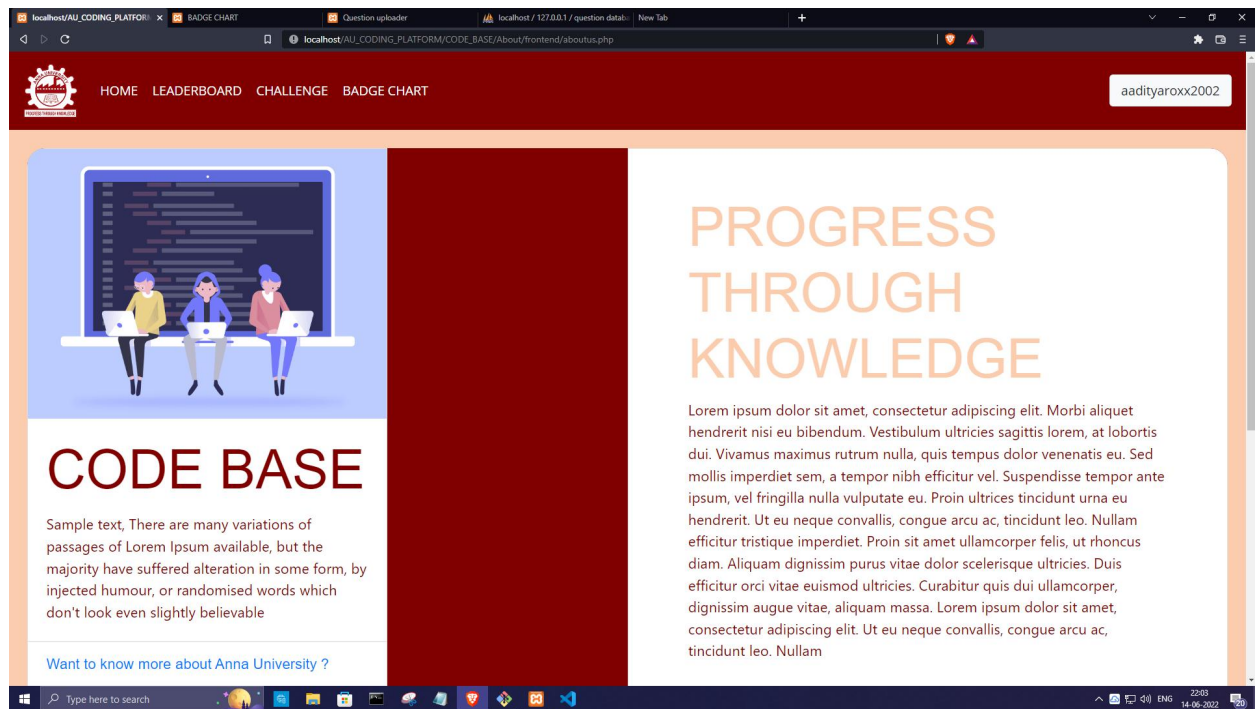 localhost/AU_CODING_PLATFOR
BADGE CHART
Question uploader
localhost / 127.0.0.1 / question databa
New Tab
localhost/AU_CODING_PLATFORM/CODE_BASE/About/frontend/aboutus.php
PROGRESS THROUGH KNOWLEDGE
HOME LEADERBOARD CHALLENGE BADGE CHART
aadityaroxx2002
CODE BASE
Sample text, There are many variations of
passages of Lorem Ipsum available, but the
majority have suffered alteration in some form, by
injected humour, or randomised words which
don't look even slightly believable
Want to know more about Anna University ?
PROGRESS
THROUGH
KNOWLEDGE
Lorem ipsum dolor sit amet, consectetur adipiscing elit. Morbi aliquet
hendrerit nisi eu bibendum. Vestibulum ultricies sagittis lorem, at lobortis
dui. Vivamus maximus rutrum nulla, quis tempus dolor venenatis eu. Sed
mollis imperdiet sem, a tempor nibh efficitur vel. Suspendisse tempor ante
ipsum, vel fringilla nulla vulputate eu. Proin ultrices tincidunt urna eu
hendrerit. Ut eu neque convallis, congue arcu ac, tincidunt leo. Nullam
efficitur tristique imperdiet. Proin sit amet ullamcorper felis, ut rhoncus
diam. Aliquam dignissim purus vitae dolor scelerisque ultricies. Duis
efficitur orci vitae euismod ultricies. Curabitur quis dui ullamcorper,
dignissim augue vitae, aliquam massa. Lorem ipsum dolor sit amet,
consectetur adipiscing elit. Ut eu neque convallis, congue arcu ac,
tincidunt leo. Nullam
Type here to search
ENG
22:03
14-06-2022
20